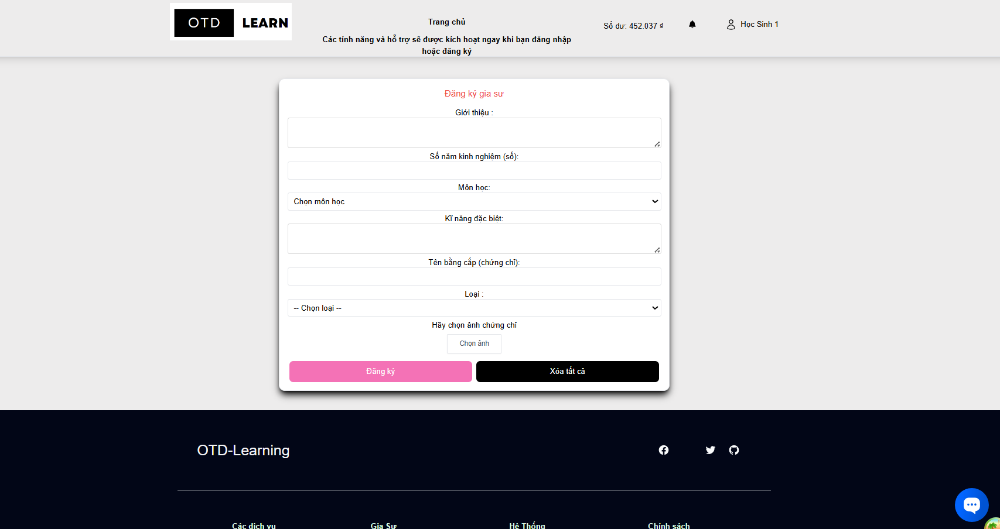 OTD LEARN
Trang chủ
Các tính năng và hỗ trợ sẽ được kích hoạt ngay khi bạn đăng nhập
hoặc đăng ký
Số dư: 452.037 ₫
Học Sinh 1
Đăng ký gia sư
Giới thiệu :
Số năm kinh nghiệm (số):
Môn học:
Chọn môn học
Kĩ năng đặc biệt:
Tên bằng cấp (chứng chỉ):
Loại :
-- Chọn loại --
Hãy chọn ảnh chứng chỉ
Chọn ảnh
Đăng ký
Xóa tất cả
OTD-Learning
Các dịch vụ
Gia Sư
Hệ Thống
Chính sách